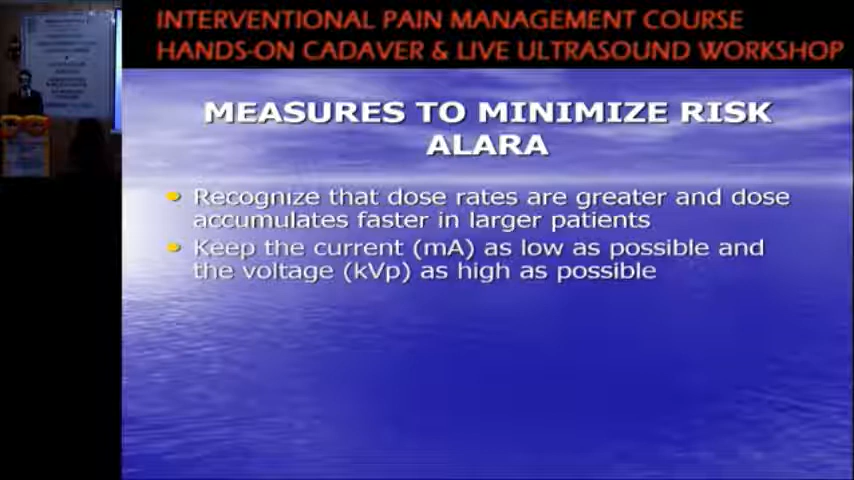 INTERVENTIONAL PAIN MANAGEMENT COURSE
HANDS-ON CADAVER & LIVE ULTRASOUND WORKSHOP
MEASURES TO MINIMIZE RISK
ALARA
• Recognize that dose rates are greater and dose
accumulates faster in larger patients
• Keep the current (mA) as low as possible and
the voltage (kVp) as high as possible